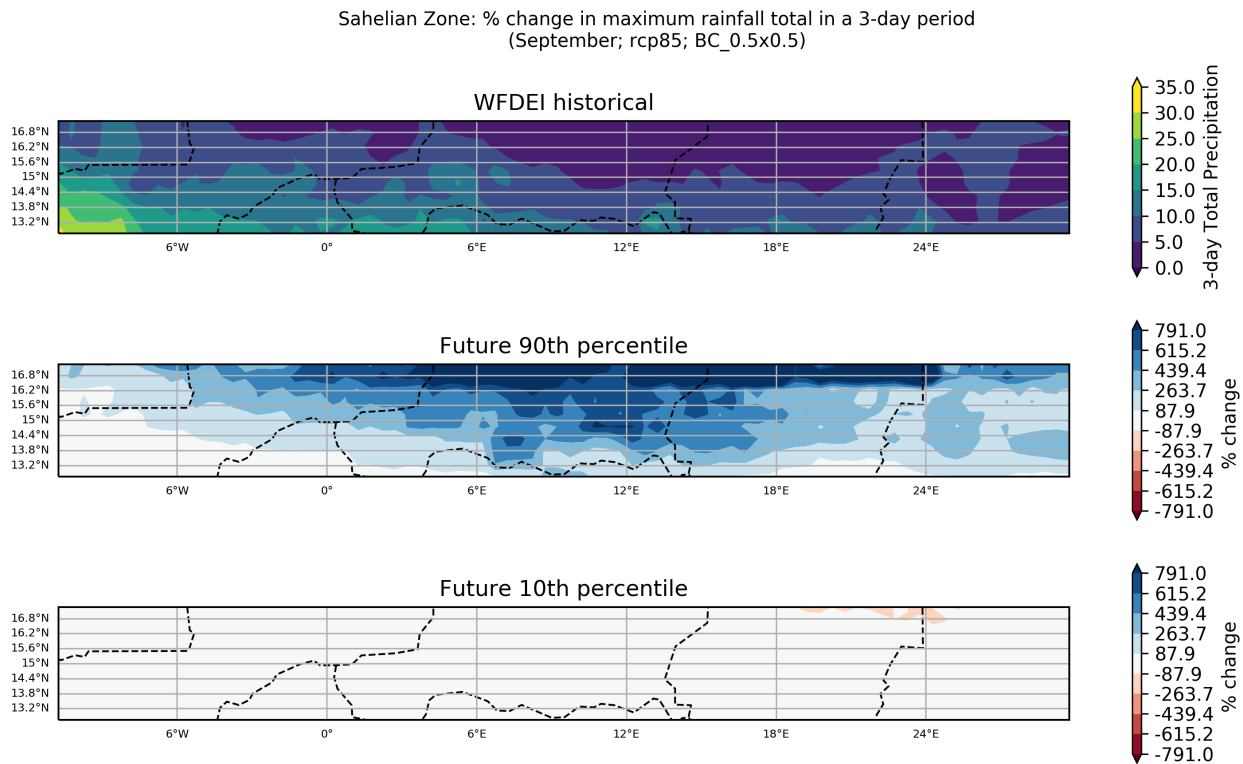 Sahelian Zone: % change in maximum rainfall total in a 3-day period
(September; rcp85; BC_0.5x0.5)
WFDEI historical
16.8°N
16.2°N
15.6°N
15°N
14.4°N
13.8°N
13.2°N
6°W
0°
6°E
12°E
18°E
24°E
35.0
30.0
25.0
20.0
15.0
10.0
5.0
0.0
3-day Total Precipitation
Future 90th percentile
16.8°N
16.2°N
15.6°N
15°N
14.4°N
13.8°N
13.2°N
6°W
0°
6°E
12°E
18°E
24°E
791.0
615.2
439.4
263.7
87.9
-87.9
-263.7
-439.4
-615.2
-791.0
% change
Future 10th percentile
16.8°N
16.2°N
15.6°N
15°N
14.4°N
13.8°N
13.2°N
6°W
0°
6°E
12°E
18°E
24°E
791.0
615.2
439.4
263.7
87.9
-87.9
-263.7
-439.4
-615.2
-791.0
% change